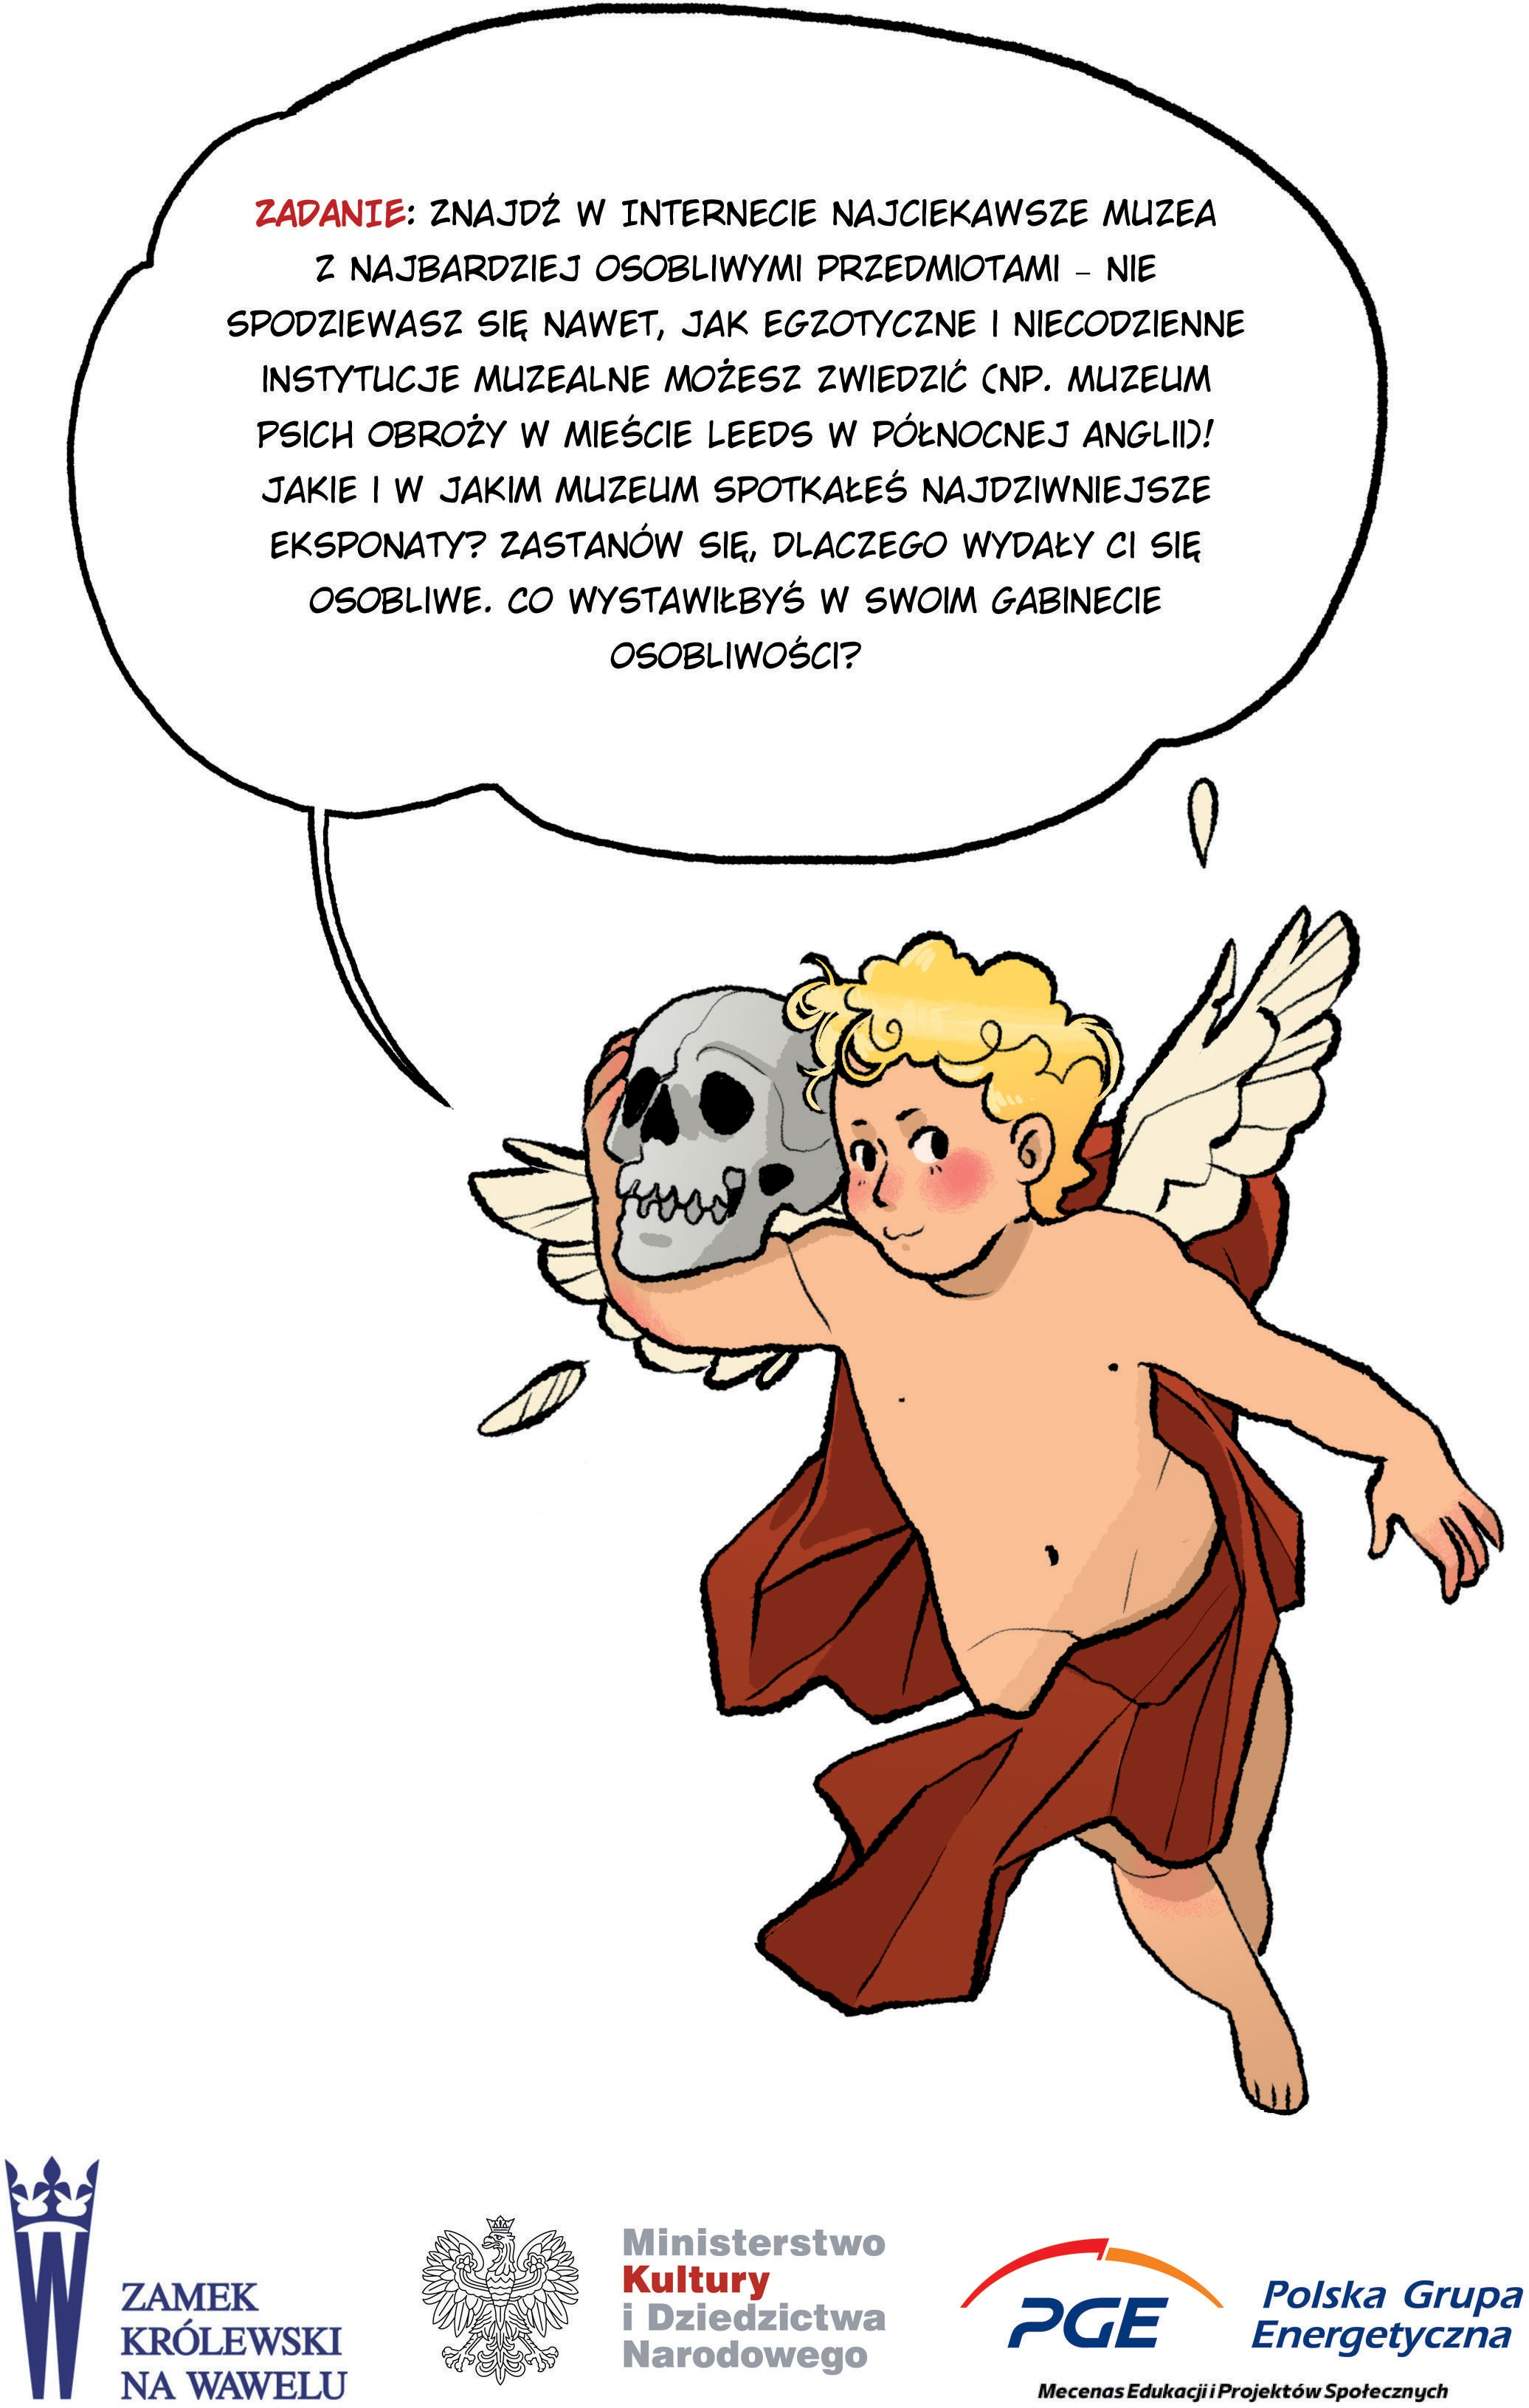 ZADANIE: ZNAJDŹ W INTERNECIE NAJCIEKAWSZE MUZEA
Z NAJBARDZIEJ OSOBLIWYMI PRZEDMIOTAMI – NIE
SPODZIEWASZ SIĘ NAWET, JAK EGZOTYCZNE I NIECODZIENNE
INSTYTUCJE MUZEALNE MOŻESZ ZWIEDZIĆ (NP. MUZEUM
PSICH OBROŻY W MIEŚCIE LEEDS W PÓŁNOCNEJ ANGLII)!
JAKIE I W JAKIM MUZEUM SPOTKAŁEŚ NAJDZIWNIEJSZE
EKSPONATY? ZASTANÓW SIĘ, DLACZEGO WYDAŁY CI SIĘ
OSOBLIWE. CO WYSTAWIŁBYŚ W SWOIM GABINECIE
OSOBLIWOŚCI?
ZAMEK
KRÓLEWSKI
NA WAWELU
Ministerstwo
Kultury
i Dziedzictwa
Narodowego
PGE
Polska Grupa
Energetyczna
Mecenas Edukacji i Projektów Społecznych